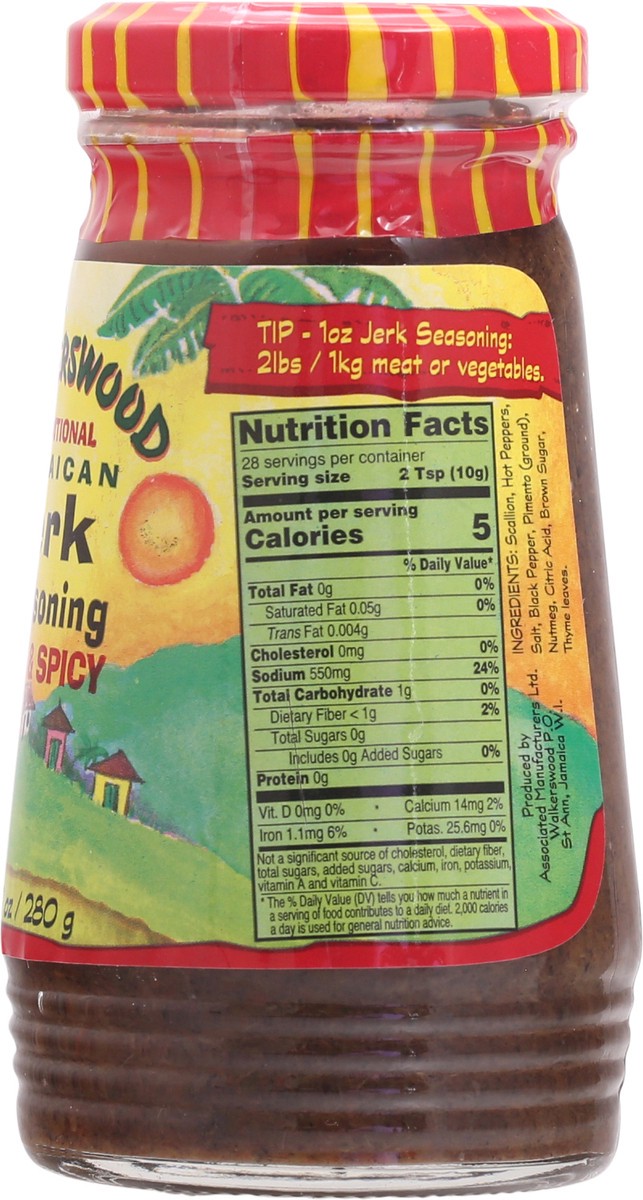 ERSWOOD
TIONAL
AICAN
rk
soning
& SPICY
oz / 280 g
TIP - 1oz Jerk Seasoning:
2lbs / 1kg meat or vegetables.
Nutrition Facts
28 servings per container
Serving size 2 Tsp (10g)
Amount per serving
Calories 5
% Daily Value*
Total Fat 0g 0%
Saturated Fat 0.05g 0%
Trans Fat 0.004g
Cholesterol 0mg 0%
Sodium 550mg 24%
Total Carbohydrate 1g 0%
Dietary Fiber < 1g 2%
Total Sugars 0g
Includes 0g Added Sugars 0%
Protein 0g
Vit. D 0mg 0% • Calcium 14mg 2%
Iron 1.1mg 6% • Potas. 25.6mg 0%
Not a significant source of cholesterol, dietary fiber,
total sugars, added sugars, calcium, iron, potassium,
vitamin A and vitamin C.
* The % Daily Value (DV) tells you how much a nutrient in
a serving of food contributes to a daily diet. 2,000 calories
a day is used for general nutrition advice.
INGREDIENTS: Scallion, Hot Peppers,
Salt, Black Pepper, Pimento (ground),
Nutmeg, Citric Acid, Brown Sugar,
Thyme leaves.
Produced by
Associated Manufacturers Ltd.
Walkerswood P.O.
St Ann, Jamaica W.I.